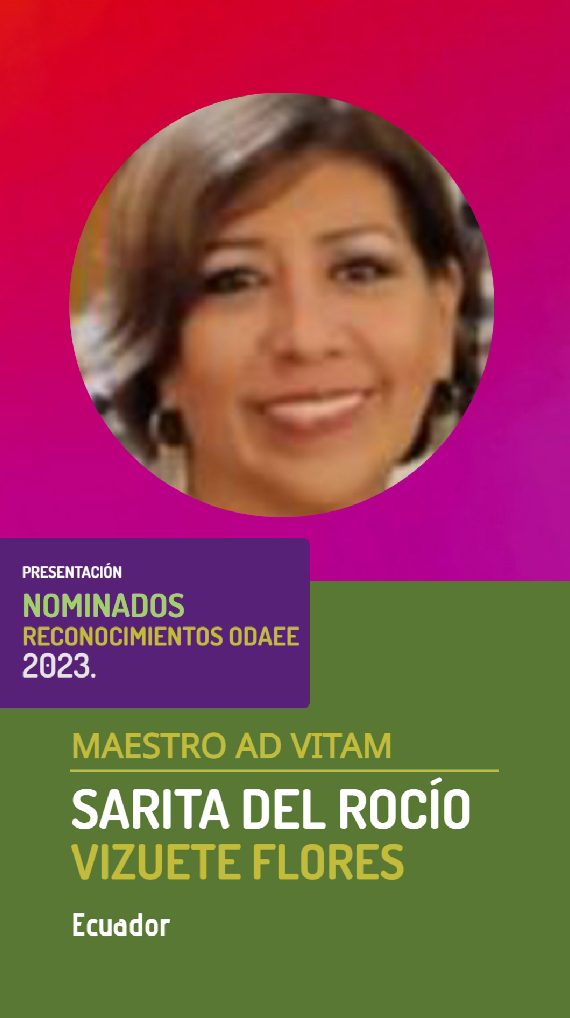 PRESENTACIÓN
NOMINADOS
RECONOCIMIENTOS ODAEE
2023.
MAESTRO AD VITAM
SARITA DEL ROCÍO
VIZUETE FLORES
Ecuador